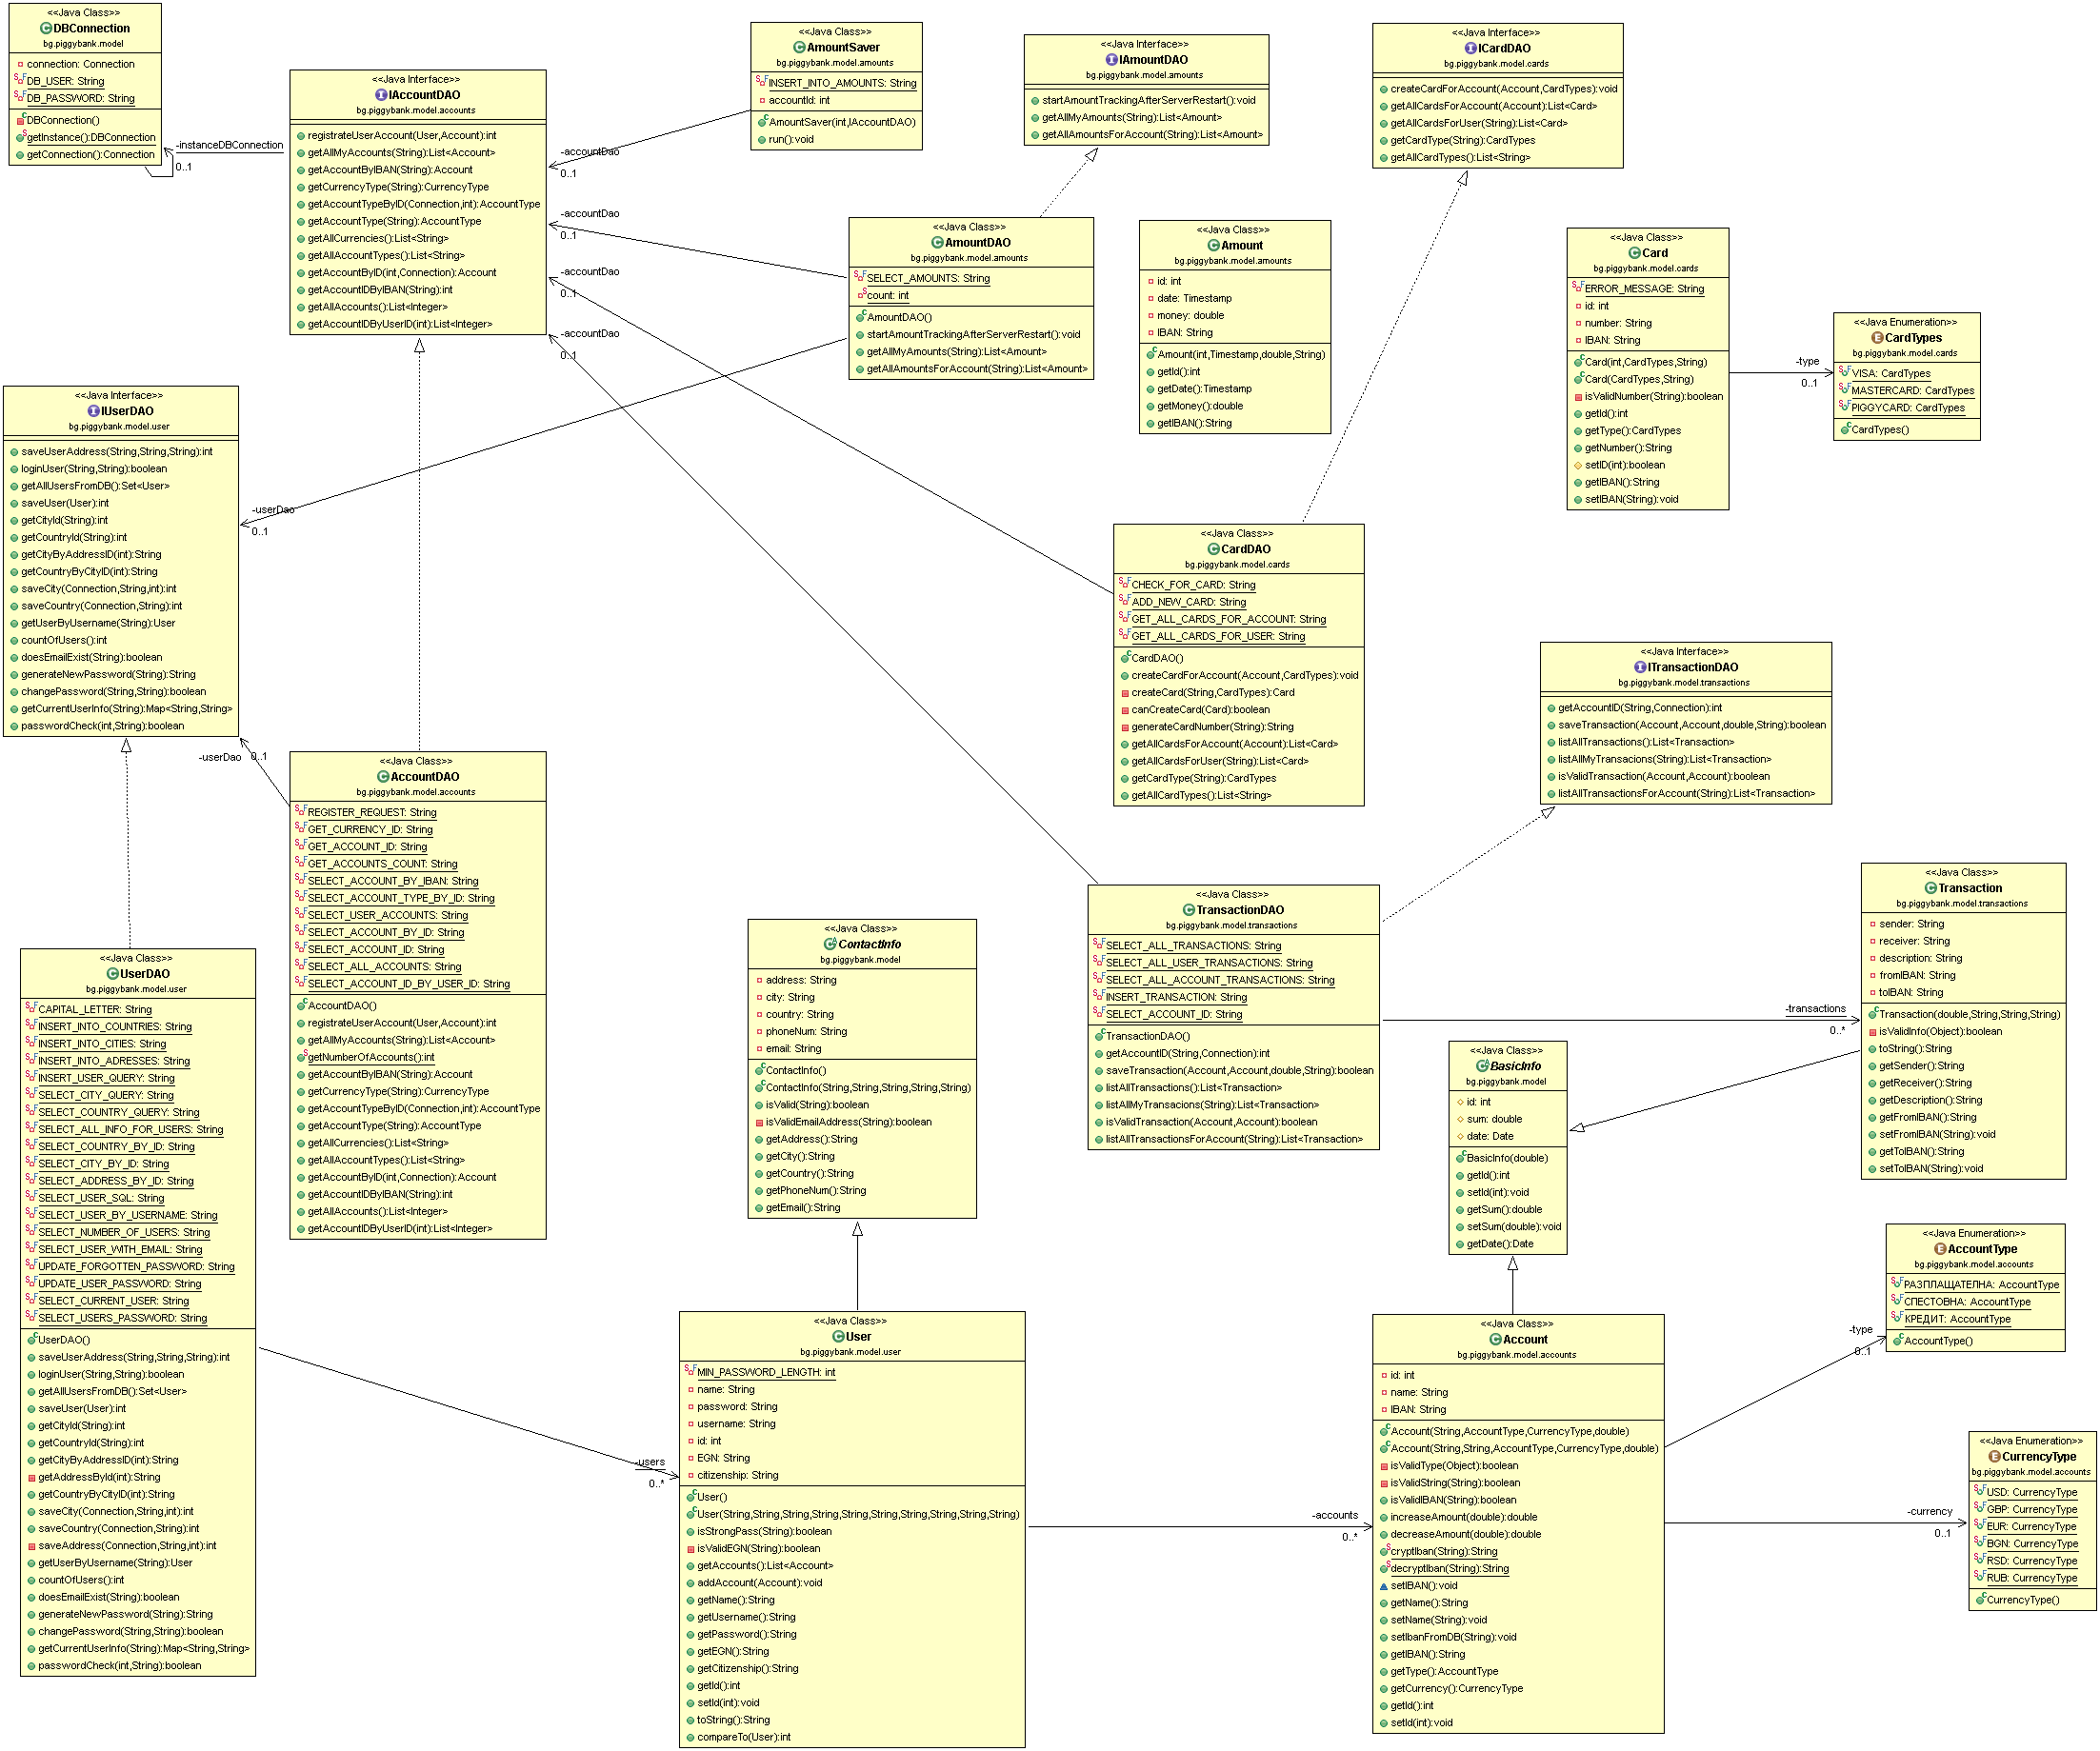 <<Java Class>>
DBConnection
bg.piggybank.model
connection: Connection
DB_USER: String
DB_PASSWORD: String
DBConnection()
getInstance():DBConnection
getConnection():Connection
-instanceDBConnection
0..1
<<Java Interface>>
IAccountDAO
bg.piggybank.model.accounts
registrateUserAccount(User,Account):int
getAllMyAccounts(String):List<Account>
getAccountByIBAN(String):Account
getCurrencyType(String):CurrencyType
getAccountTypeByID(Connection,int):AccountType
getAccountType(String):AccountType
getAllCurrencies():List<String>
getAllAccountTypes():List<String>
getAccountByID(int,Connection):Account
getAccountIDByIBAN(String):int
getAllAccounts():List<Integer>
getAccountIDByUserID(int):List<Integer>
-accountDao
0..1
-accountDao
0..1
-accountDao
0..1
-accountDao
0..1
<<Java Class>>
AmountSaver
bg.piggybank.model.amounts
INSERT_INTO_AMOUNTS: String
accountId: int
AmountSaver(int,IAccountDAO)
run():void
<<Java Interface>>
IAmountDAO
bg.piggybank.model.amounts
startAmountTrackingAfterServerRestart():void
getAllMyAmounts(String):List<Amount>
getAllAmountsForAccount(String):List<Amount>
<<Java Interface>>
ICardDAO
bg.piggybank.model.cards
createCardForAccount(Account,CardTypes):void
getAllCardsForAccount(Account):List<Card>
getAllCardsForUser(String):List<Card>
getCardType(String):CardTypes
getAllCardTypes():List<String>
<<Java Class>>
AmountDAO
bg.piggybank.model.amounts
SELECT_AMOUNTS: String
count: int
AmountDAO()
startAmountTrackingAfterServerRestart():void
getAllMyAmounts(String):List<Amount>
getAllAmountsForAccount(String):List<Amount>
<<Java Class>>
Amount
bg.piggybank.model.amounts
id: int
date: Timestamp
money: double
IBAN: String
Amount(int,Timestamp,double,String)
getId():int
getDate():Timestamp
getMoney():double
getIBAN():String
<<Java Class>>
Card
bg.piggybank.model.cards
ERROR_MESSAGE: String
id: int
number: String
IBAN: String
Card(int,CardTypes,String)
Card(CardTypes,String)
isValidNumber(String):boolean
getId():int
getType():CardTypes
getNumber():String
setID(int):boolean
getIBAN():String
setIBAN(String):void
-type
0..1
<<Java Enumeration>>
CardTypes
bg.piggybank.model.cards
VISA: CardTypes
MASTERCARD: CardTypes
PIGGYCARD: CardTypes
CardTypes()
<<Java Interface>>
IUserDAO
bg.piggybank.model.user
saveUserAddress(String,String,String):int
loginUser(String,String):boolean
getAllUsersFromDB():Set<User>
saveUser(User):int
getCityId(String):int
getCountryId(String):int
getCityByAddressID(int):String
getCountryByCityID(int):String
saveCity(Connection,String,int):int
saveCountry(Connection,String):int
getUserByUsername(String):User
countOfUsers():int
doesEmailExist(String):boolean
generateNewPassword(String):String
changePassword(String,String):boolean
getCurrentUserInfo(String):Map<String,String>
passwordCheck(int,String):boolean
-userDao
0..1
-userDao
0..1
<<Java Class>>
CardDAO
bg.piggybank.model.cards
CHECK_FOR_CARD: String
ADD_NEW_CARD: String
GET_ALL_CARDS_FOR_ACCOUNT: String
GET_ALL_CARDS_FOR_USER: String
CardDAO()
createCardForAccount(Account,CardTypes):void
createCard(String,CardTypes):Card
canCreateCard(Card):boolean
generateCardNumber(String):String
getAllCardsForAccount(Account):List<Card>
getAllCardsForUser(String):List<Card>
getCardType(String):CardTypes
getAllCardTypes():List<String>
<<Java Interface>>
ITransactionDAO
bg.piggybank.model.transactions
getAccountID(String,Connection):int
saveTransaction(Account,Account,double,String):boolean
listAllTransactions():List<Transaction>
listAllMyTransacions(String):List<Transaction>
isValidTransaction(Account,Account):boolean
listAllTransactionsForAccount(String):List<Transaction>
<<Java Class>>
AccountDAO
bg.piggybank.model.accounts
REGISTER_REQUEST: String
GET_CURRENCY_ID: String
GET_ACCOUNT_ID: String
GET_ACCOUNTS_COUNT: String
SELECT_ACCOUNT_BY_IBAN: String
SELECT_ACCOUNT_TYPE_BY_ID: String
SELECT_USER_ACCOUNTS: String
SELECT_ACCOUNT_BY_ID: String
SELECT_ACCOUNT_ID: String
SELECT_ALL_ACCOUNTS: String
SELECT_ACCOUNT_ID_BY_USER_ID: String
AccountDAO()
registrateUserAccount(User,Account):int
getAllMyAccounts(String):List<Account>
getNumberOfAccounts():int
getAccountByIBAN(String):Account
getCurrencyType(String):CurrencyType
getAccountTypeByID(Connection,int):AccountType
getAccountType(String):AccountType
getAllCurrencies():List<String>
getAllAccountTypes():List<String>
getAccountByID(int,Connection):Account
getAccountIDByIBAN(String):int
getAllAccounts():List<Integer>
getAccountIDByUserID(int):List<Integer>
<<Java Class>>
UserDAO
bg.piggybank.model.user
CAPITAL_LETTER: String
INSERT_INTO_COUNTRIES: String
INSERT_INTO_CITIES: String
INSERT_INTO_ADRESSES: String
INSERT_USER_QUERY: String
SELECT_CITY_QUERY: String
SELECT_COUNTRY_QUERY: String
SELECT_ALL_INFO_FOR_USERS: String
SELECT_COUNTRY_BY_ID: String
SELECT_CITY_BY_ID: String
SELECT_ADDRESS_BY_ID: String
SELECT_USER_SQL: String
SELECT_USER_BY_USERNAME: String
SELECT_NUMBER_OF_USERS: String
SELECT_USER_WITH_EMAIL: String
UPDATE_FORGOTTEN_PASSWORD: String
UPDATE_USER_PASSWORD: String
SELECT_CURRENT_USER: String
SELECT_USERS_PASSWORD: String
UserDAO()
saveUserAddress(String,String,String):int
loginUser(String,String):boolean
getAllUsersFromDB():Set<User>
saveUser(User):int
getCityId(String):int
getCountryId(String):int
getCityByAddressID(int):String
getAddressById(int):String
getCountryByCityID(int):String
saveCity(Connection,String,int):int
saveCountry(Connection,String):int
saveAddress(Connection,String,int):int
getUserByUsername(String):User
countOfUsers():int
doesEmailExist(String):boolean
generateNewPassword(String):String
changePassword(String,String):boolean
getCurrentUserInfo(String):Map<String,String>
passwordCheck(int,String):boolean
<<Java Class>>
ContactInfo
bg.piggybank.model
address: String
city: String
country: String
phoneNum: String
email: String
ContactInfo()
ContactInfo(String,String,String,String,String)
isValid(String):boolean
isValidEmailAddress(String):boolean
getAddress():String
getCity():String
getCountry():String
getPhoneNum():String
getEmail():String
<<Java Class>>
TransactionDAO
bg.piggybank.model.transactions
SELECT_ALL_TRANSACTIONS: String
SELECT_ALL_USER_TRANSACTIONS: String
SELECT_ALL_ACCOUNT_TRANSACTIONS: String
INSERT_TRANSACTION: String
SELECT_ACCOUNT_ID: String
TransactionDAO()
getAccountID(String,Connection):int
saveTransaction(Account,Account,double,String):boolean
listAllTransactions():List<Transaction>
listAllMyTransacions(String):List<Transaction>
isValidTransaction(Account,Account):boolean
listAllTransactionsForAccount(String):List<Transaction>
-transactions
0..*
<<Java Class>>
Transaction
bg.piggybank.model.transactions
sender: String
receiver: String
description: String
fromIBAN: String
toIBAN: String
Transaction(double,String,String,String)
isValidInfo(Object):boolean
toString():String
getSender():String
getReceiver():String
getDescription():String
getFromIBAN():String
setFromIBAN(String):void
getToIBAN():String
setToIBAN(String):void
<<Java Class>>
BasicInfo
bg.piggybank.model
id: int
sum: double
date: Date
BasicInfo(double)
getId():int
setId(int):void
getSum():double
setSum(double):void
getDate():Date
<<Java Enumeration>>
AccountType
bg.piggybank.model.accounts
РАЗПЛАЩАТЕЛНА: AccountType
СПЕСТОВНА: AccountType
КРЕДИТ: AccountType
AccountType()
-users
0..*
<<Java Class>>
User
bg.piggybank.model.user
MIN_PASSWORD_LENGTH: int
name: String
password: String
username: String
id: int
EGN: String
citizenship: String
User()
User(String,String,String,String,String,String,String,String,String,String)
isStrongPass(String):boolean
isValidEGN(String):boolean
getAccounts():List<Account>
addAccount(Account):void
getName():String
getUsername():String
getPassword():String
getEGN():String
getCitizenship():String
getId():int
setId(int):void
toString():String
compareTo(User):int
-accounts
0..*
<<Java Class>>
Account
bg.piggybank.model.accounts
id: int
name: String
IBAN: String
Account(String,AccountType,CurrencyType,double)
Account(String,String,AccountType,CurrencyType,double)
isValidType(Object):boolean
isValidString(String):boolean
isValidIBAN(String):boolean
increaseAmount(double):double
decreaseAmount(double):double
cryptIban(String):String
decryptIban(String):String
setIBAN():void
getName():String
setName(String):void
setIbanFromDB(String):void
getIBAN():String
getType():AccountType
getCurrency():CurrencyType
getId():int
setId(int):void
-type
0..1
-currency
0..1
<<Java Enumeration>>
CurrencyType
bg.piggybank.model.accounts
USD: CurrencyType
GBP: CurrencyType
EUR: CurrencyType
BGN: CurrencyType
RSD: CurrencyType
RUB: CurrencyType
CurrencyType()